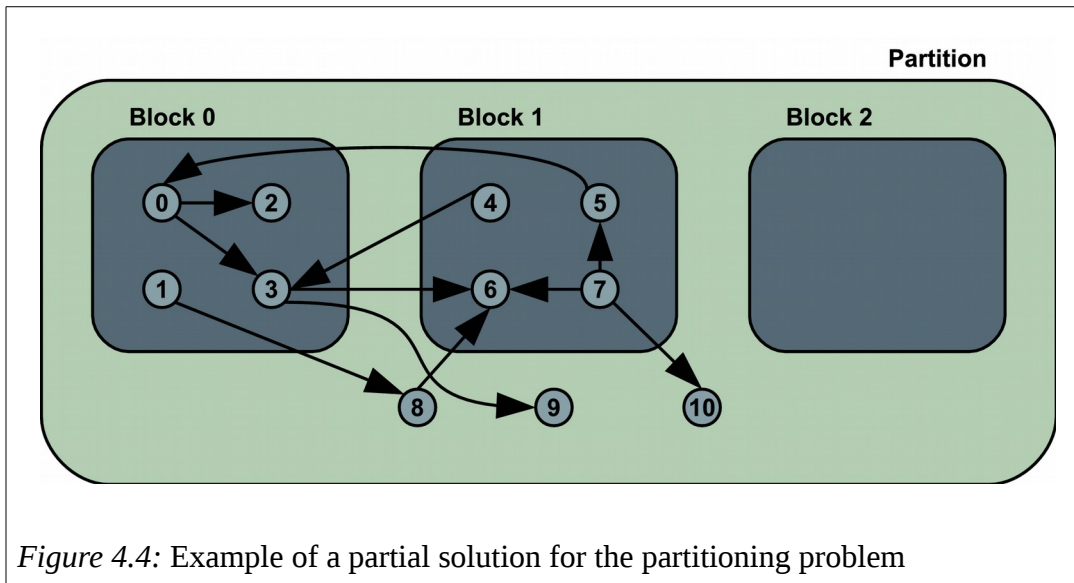 Partition
Block 0 Block 1 Block 2
0 2 4 5
1 3 6 7
8 9 10
Figure 4.4: Example of a partial solution for the partitioning problem